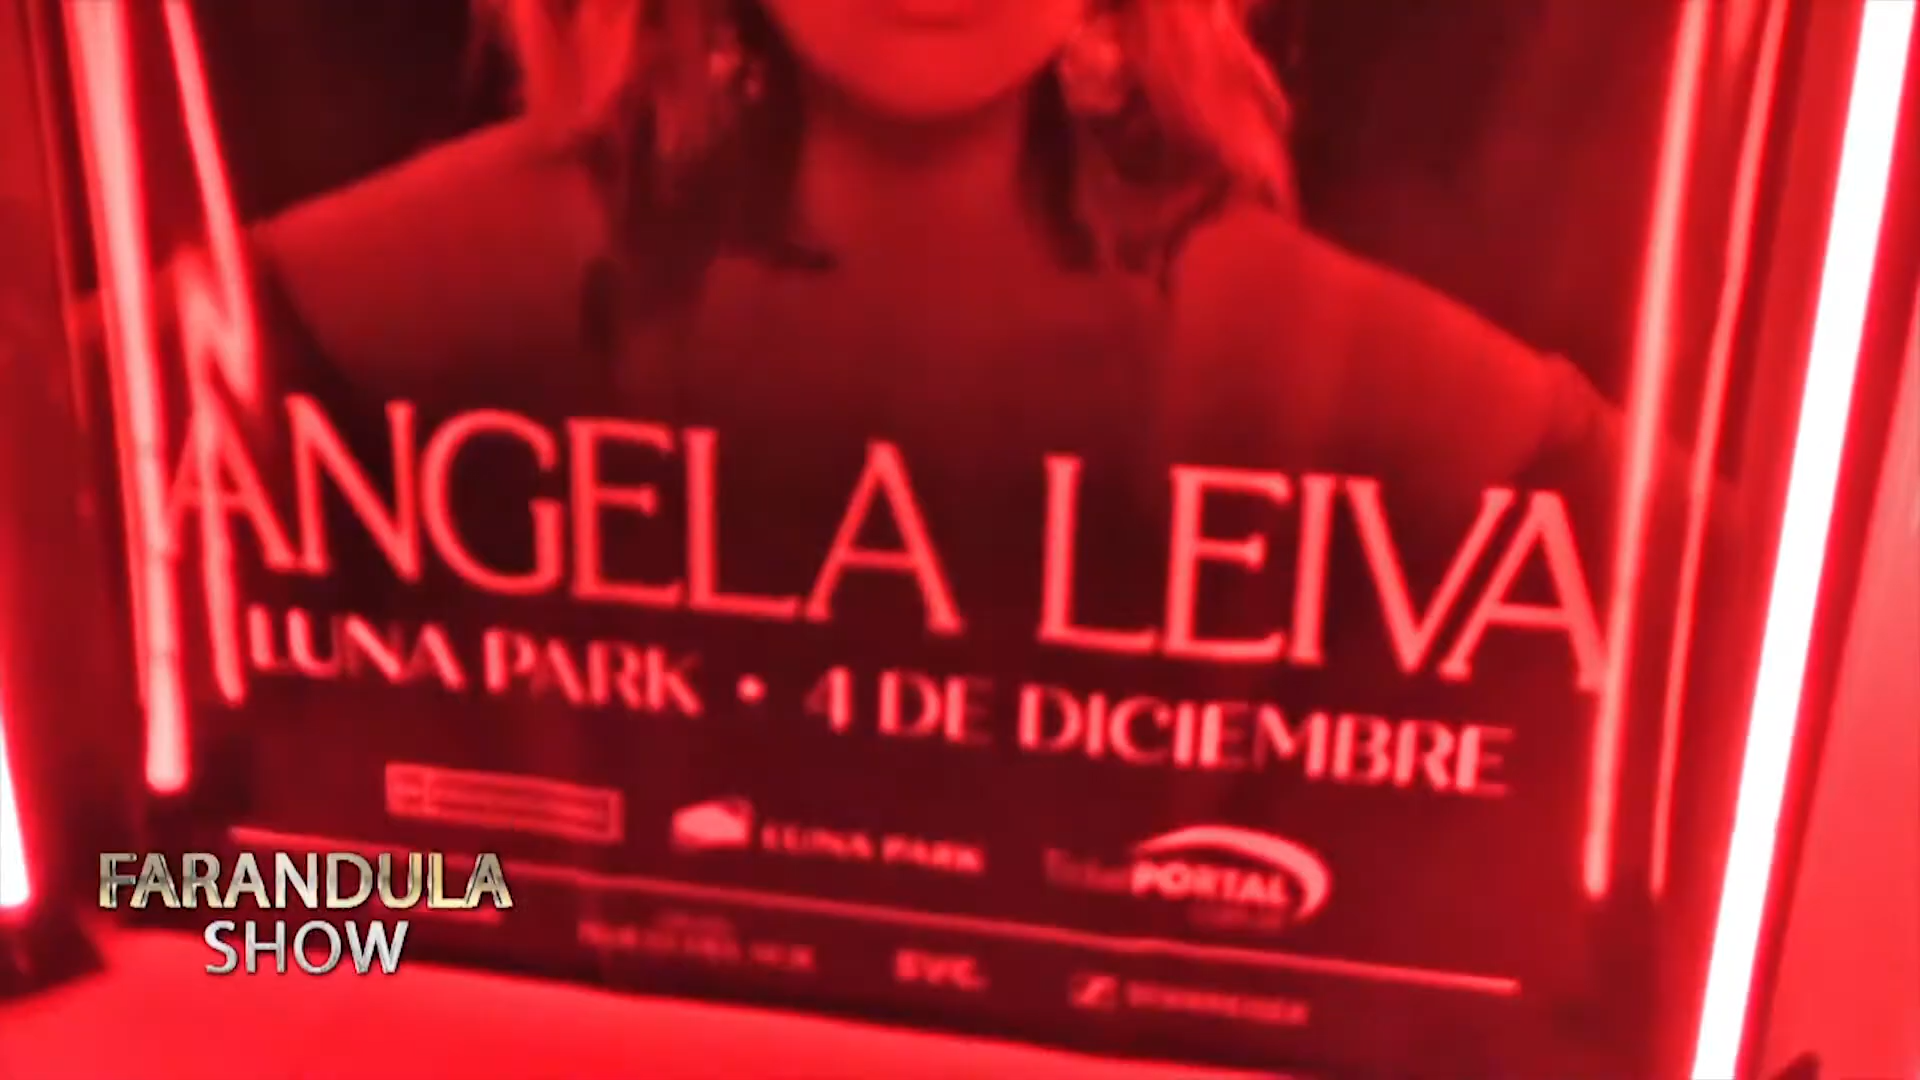 ANGELA LEIVA
LUNA PARK • 4 DE DICIEMBRE
LUNA PARK
PORTAL
FARANDULA
SHOW